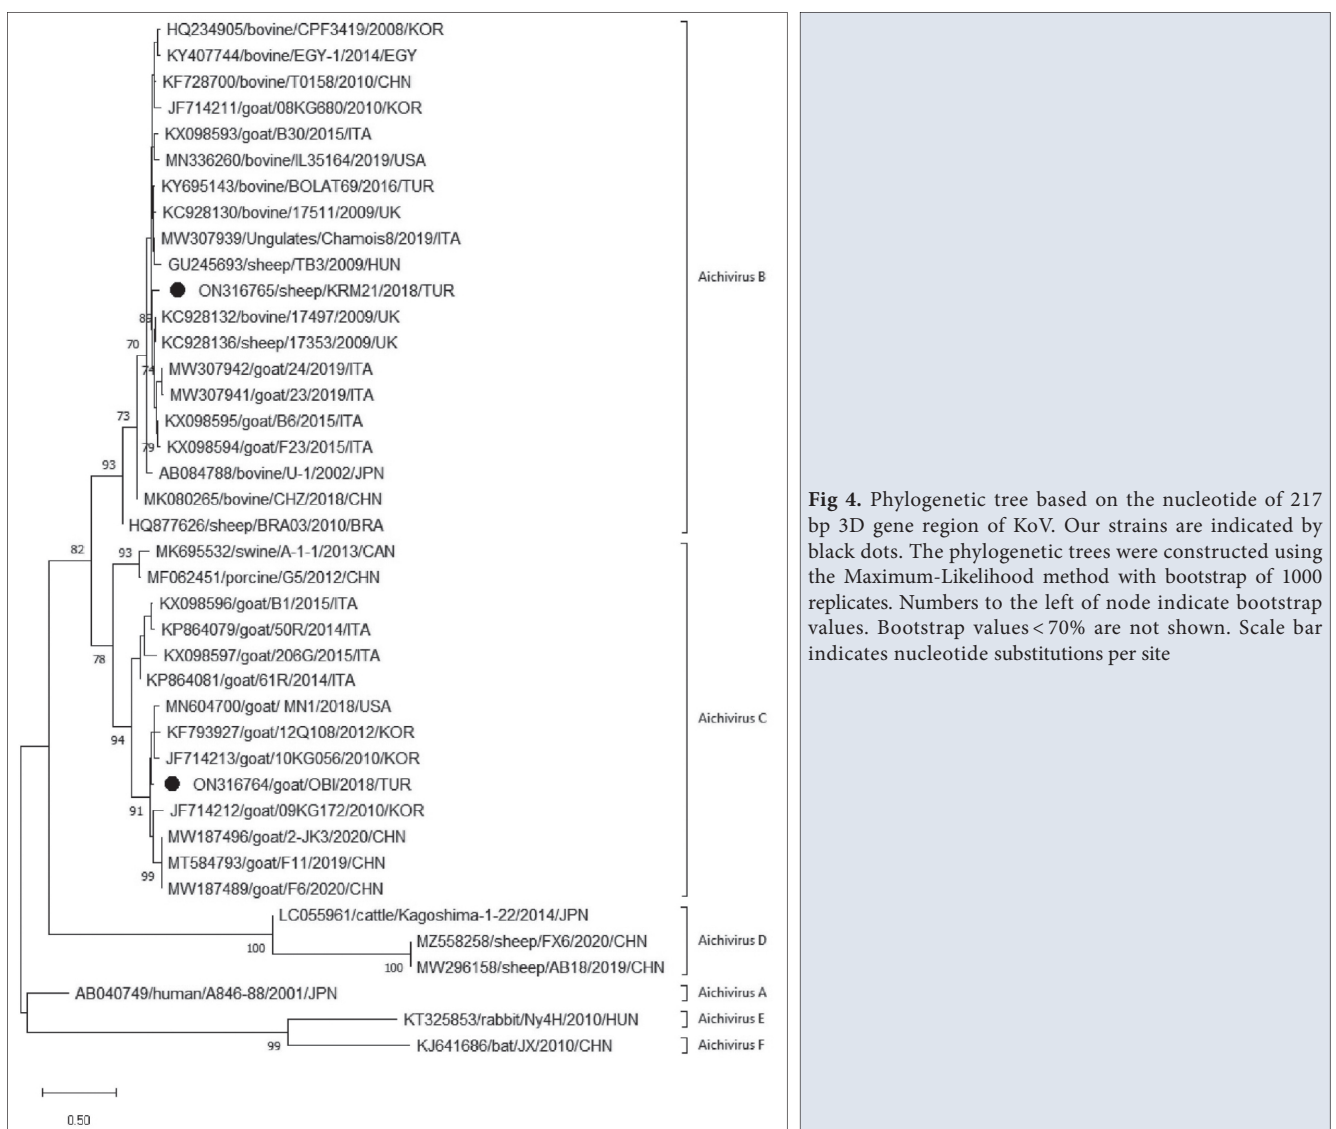 HQ234905/bovine/CPF3419/2008/KOR
KY407744/bovine/EGY-1/2014/EGY
KF728700/bovine/T0158/2010/CHN
JF714211/goat/08KG680/2010/KOR
KX098593/goat/B30/2015/ITA
MN336260/bovine/IL35164/2019/USA
KY695143/bovine/BOLAT69/2016/TUR
KC928130/bovine/17511/2009/UK
MW307939/Ungulates/Chamois8/2019/ITA
GU245693/sheep/TB3/2009/HUN
Aichivirus B
ON316765/sheep/KRM21/2018/TUR
KC928132/bovine/17497/2009/UK
KC928136/sheep/17353/2009/UK
70
74
MW307942/goat/24/2019/ITA
MW307941/goat/23/2019/ITA
73
KX098595/goat/B6/2015/ITA
79
KX098594/goat/F23/2015/ITA
93
AB084788/bovine/U-1/2002/JPN
MK080265/bovine/CHZ/2018/CHN
HQ877626/sheep/BRA03/2010/BRA
82
93
MK695532/swine/A-1-1/2013/CAN
MF062451/porcine/G5/2012/CHN
KX098596/goat/B1/2015/ITA
KP864079/goat/50R/2014/ITA
78
KX098597/goat/206G/2015/ITA
KP864081/goat/61R/2014/ITA
MN604700/goat/ MN1/2018/USA
Aichivirus C
94
KF793927/goat/12Q108/2012/KOR
JF714213/goat/10KG056/2010/KOR
ON316764/goat/OBI/2018/TUR
91
JF714212/goat/09KG172/2010/KOR
MW187496/goat/2-JK3/2020/CHN
MT584793/goat/F11/2019/CHN
99
MW187489/goat/F6/2020/CHN
LC055961/cattle/Kagoshima-1-22/2014/JPN
100
MZ558258/sheep/FX6/2020/CHN
Aichivirus D
100
MW296158/sheep/AB18/2019/CHN
AB040749/human/A846-88/2001/JPN
Aichivirus A
KT325853/rabbit/Ny4H/2010/HUN
Aichivirus E
99
KJ641686/bat/JX/2010/CHN
Aichivirus F
0.50
Fig 4. Phylogenetic tree based on the nucleotide of 217
bp 3D gene region of KoV. Our strains are indicated by
black dots. The phylogenetic trees were constructed using
the Maximum-Likelihood method with bootstrap of 1000
replicates. Numbers to the left of node indicate bootstrap
values. Bootstrap values < 70% are not shown. Scale bar
indicates nucleotide substitutions per site